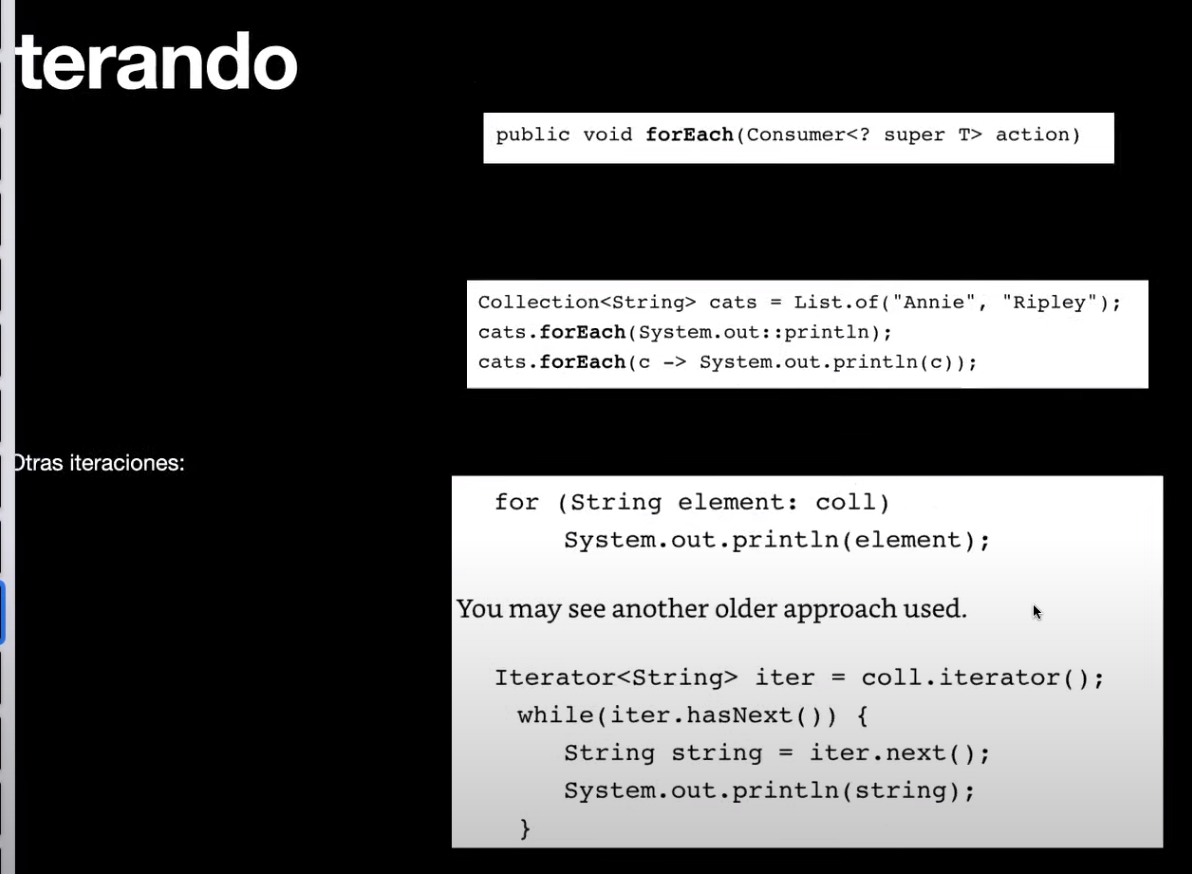 terando
public void forEach(Consumer<? super T> action)
Collection<String> cats = List.of("Annie", "Ripley");
cats.forEach(System.out::println);
cats.forEach(c -> System.out.println(c));
Otras iteraciones:
for (String element: coll)
System.out.println(element);
You may see another older approach used.
Iterator<String> iter = coll.iterator();
while(iter.hasNext()) {
String string = iter.next();
System.out.println(string);
}